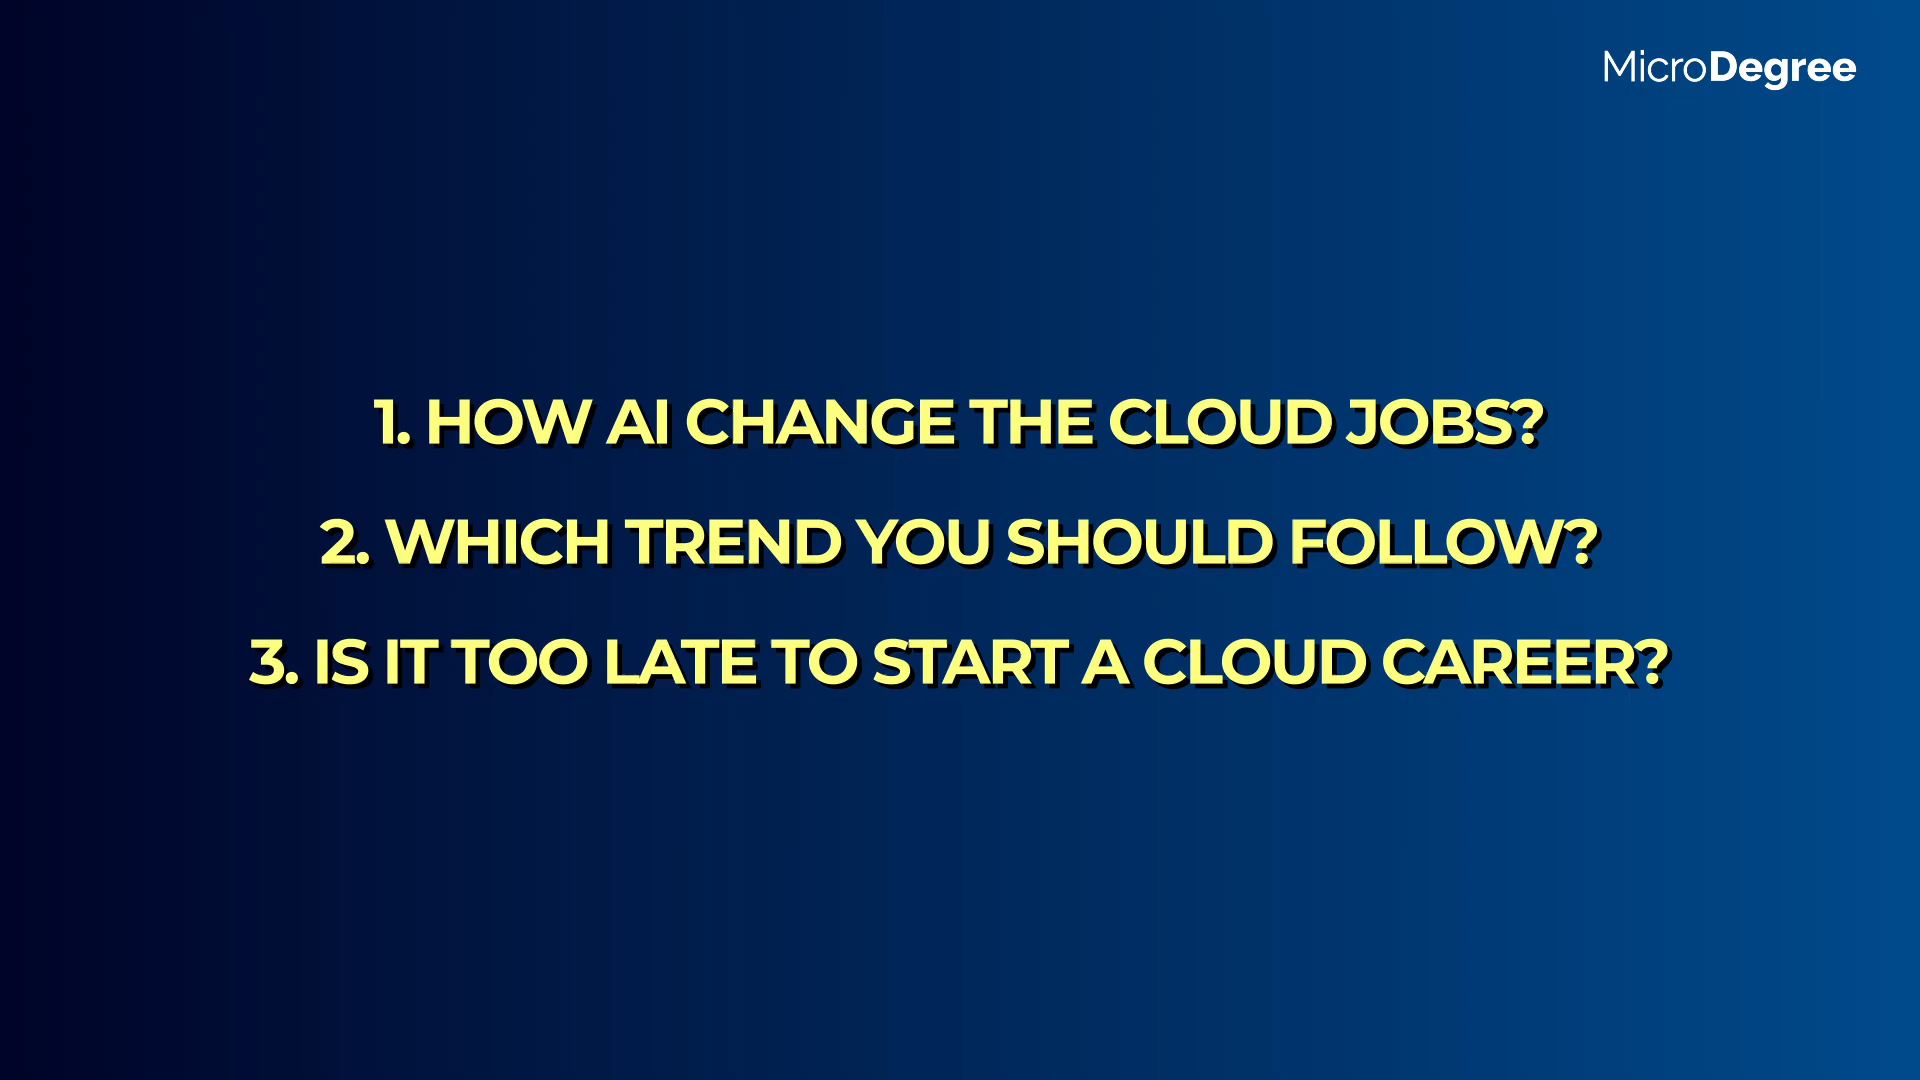 MicroDegree
1. HOW AI CHANGE THE CLOUD JOBS?
2. WHICH TREND YOU SHOULD FOLLOW?
3. IS IT TOO LATE TO START A CLOUD CAREER?